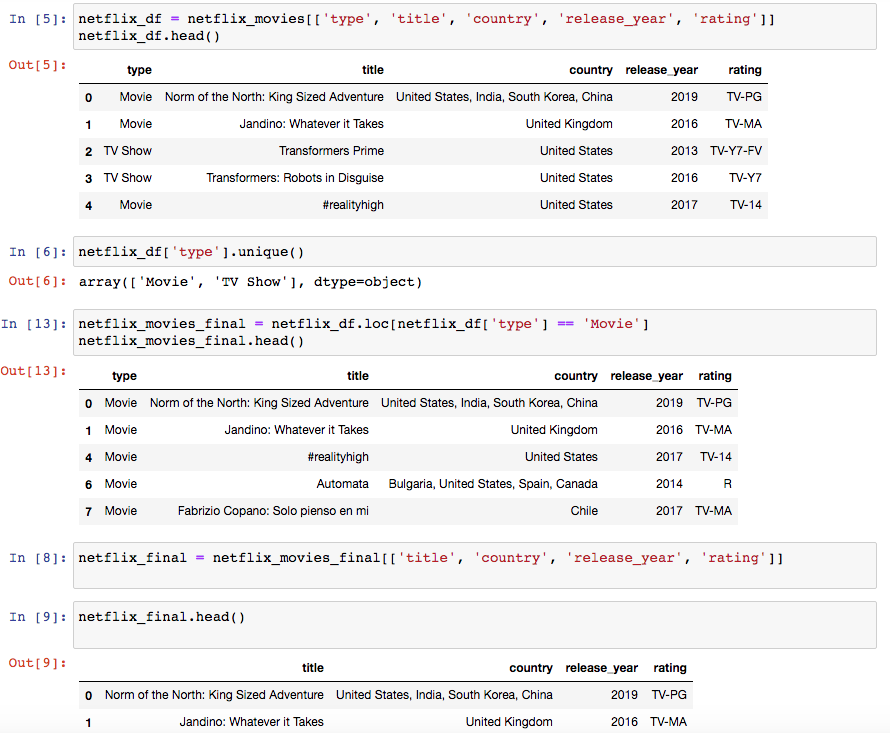 In [5]: netflix_df = netflix_movies[['type', 'title', 'country', 'release_year', 'rating']]
netflix_df.head()
Out[5]:
type title country release_year rating
0 Movie Norm of the North: King Sized Adventure United States, India, South Korea, China 2019 TV-PG
1 Movie Jandino: Whatever it Takes United Kingdom 2016 TV-MA
2 TV Show Transformers Prime United States 2013 TV-Y7-FV
3 TV Show Transformers: Robots in Disguise United States 2016 TV-Y7
4 Movie #realityhigh United States 2017 TV-14
In [6]: netflix_df['type'].unique()
Out[6]: array(['Movie', 'TV Show'], dtype=object)
In [13]: netflix_movies_final = netflix_df.loc[netflix_df['type'] == 'Movie']
netflix_movies_final.head()
Out[13]:
type title country release_year rating
0 Movie Norm of the North: King Sized Adventure United States, India, South Korea, China 2019 TV-PG
1 Movie Jandino: Whatever it Takes United Kingdom 2016 TV-MA
4 Movie #realityhigh United States 2017 TV-14
6 Movie Automata Bulgaria, United States, Spain, Canada 2014 R
7 Movie Fabrizio Copano: Solo pienso en mi Chile 2017 TV-MA
In [8]: netflix_final = netflix_movies_final[['title', 'country', 'release_year', 'rating']]
In [9]: netflix_final.head()
Out[9]:
title country release_year rating
0 Norm of the North: King Sized Adventure United States, India, South Korea, China 2019 TV-PG
1 Jandino: Whatever it Takes United Kingdom 2016 TV-MA